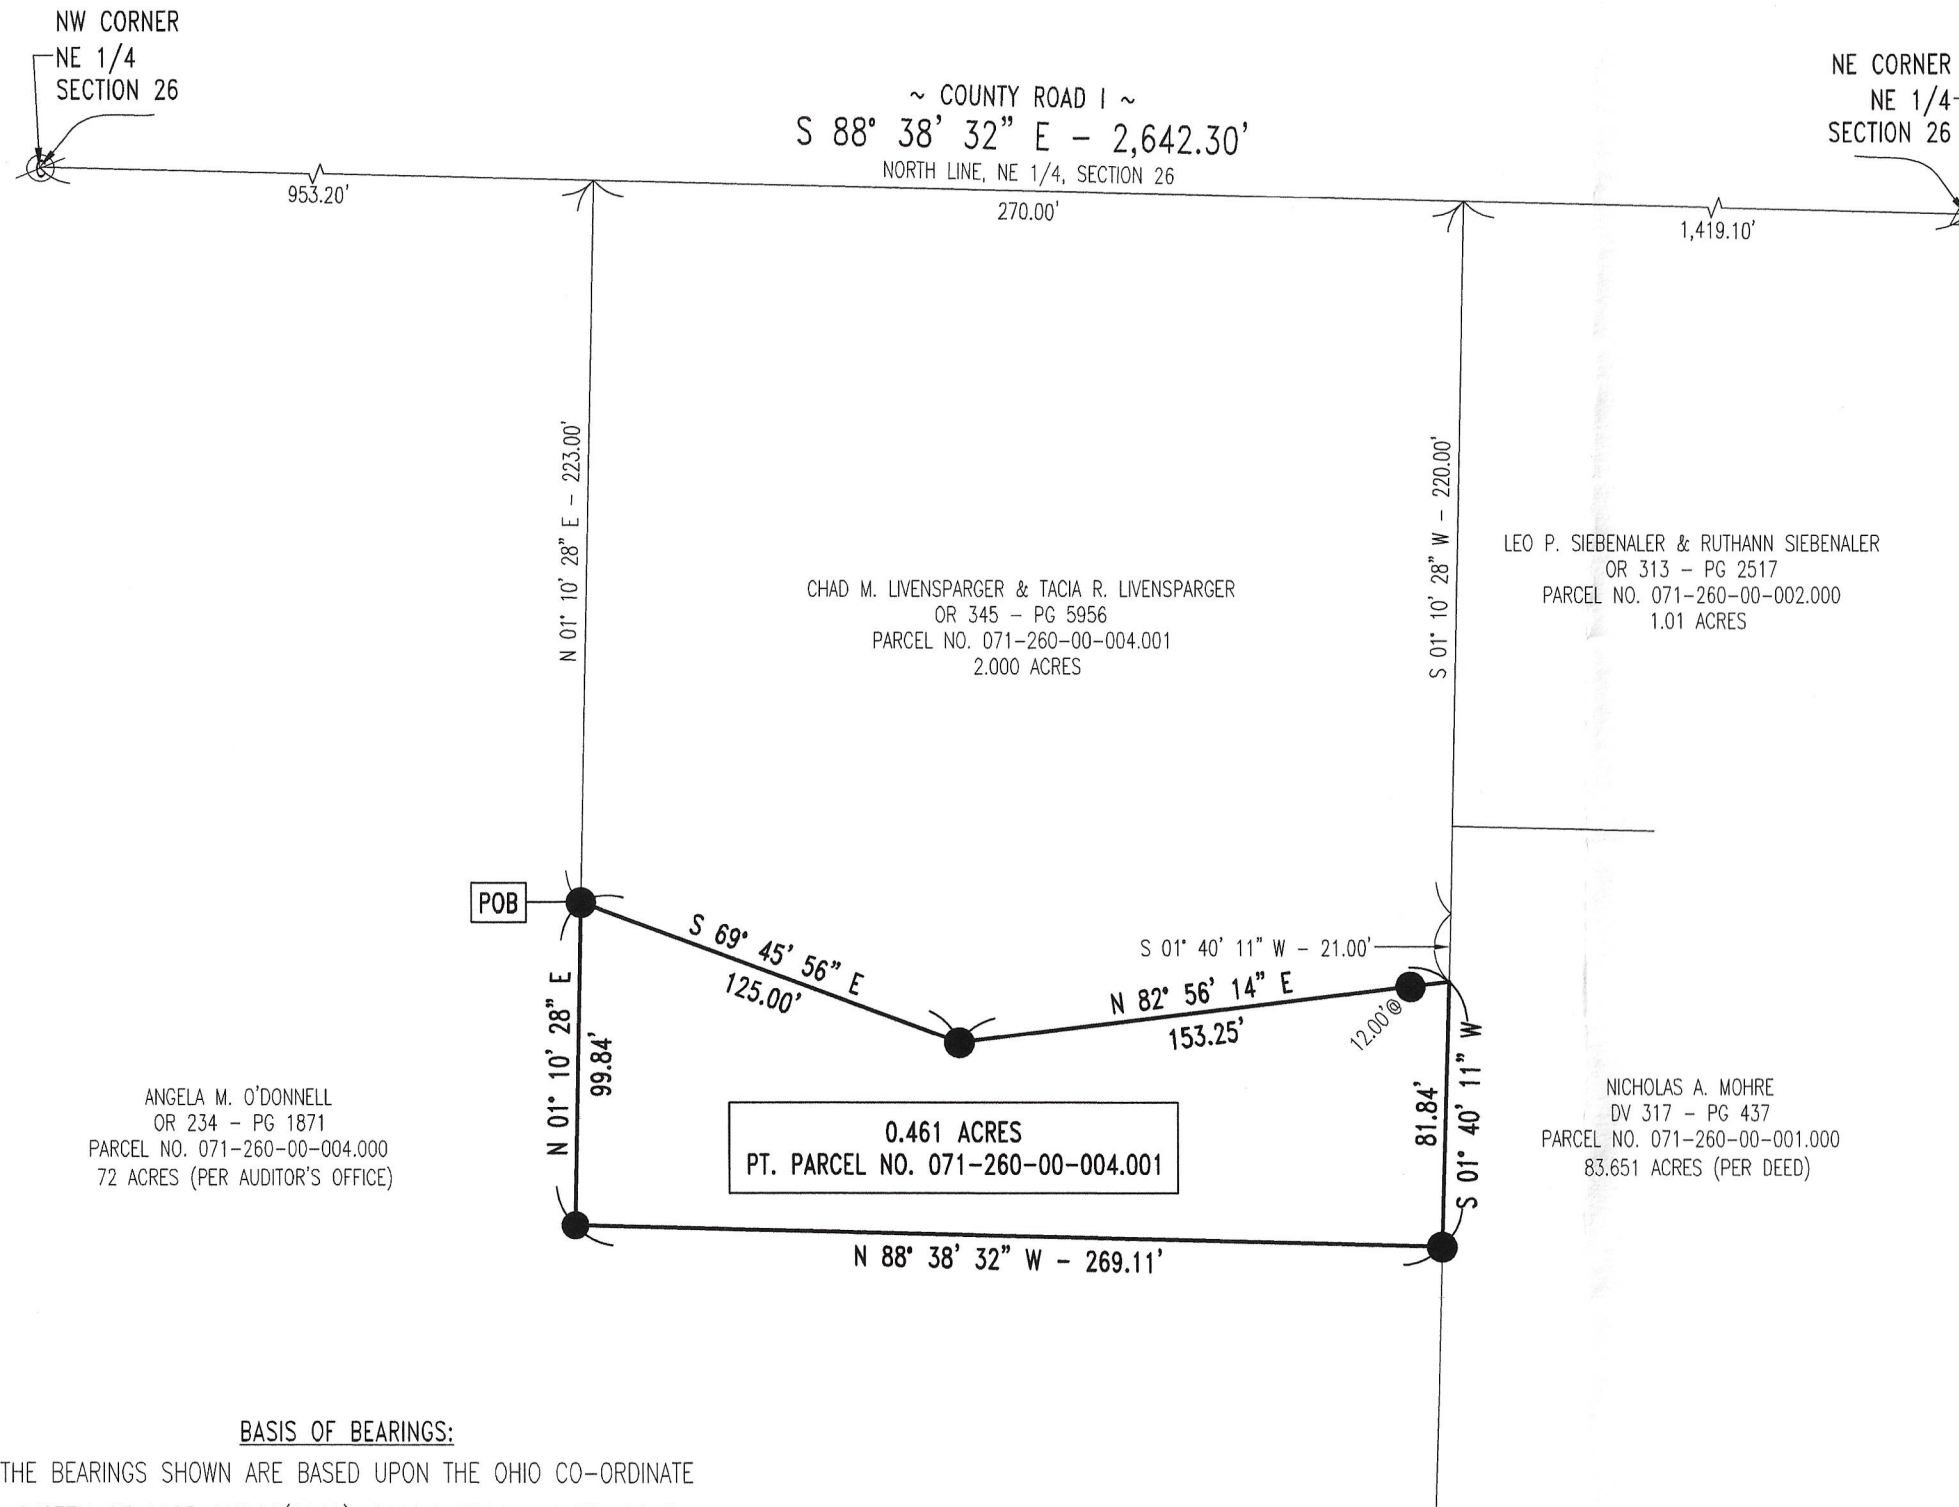 NW CORNER
NE 1/4
SECTION 26
NE CORNER
NE 1/4
SECTION 26
~ COUNTY ROAD I ~
S 88° 38' 32" E - 2,642.30'
NORTH LINE, NE 1/4, SECTION 26
953.20'
270.00'
1,419.10'
N 01° 10' 28" E - 223.00'
S 01° 10' 28" W - 220.00'
CHAD M. LIVENSPARGER & TACIA R. LIVENSPARGER
OR 345 - PG 5956
PARCEL NO. 071-260-00-004.001
2.000 ACRES
LEO P. SIEBENALER & RUTHANN SIEBENALER
OR 313 - PG 2517
PARCEL NO. 071-260-00-002.000
1.01 ACRES
POB
S 69° 45' 56" E
125.00'
S 01° 40' 11" W - 21.00'
N 82° 56' 14" E
153.25'
12.00'@
N 01° 10' 28" E
99.84'
81.84'
S 01° 40' 11" W
ANGELA M. O'DONNELL
OR 234 - PG 1871
PARCEL NO. 071-260-00-004.000
72 ACRES (PER AUDITOR'S OFFICE)
0.461 ACRES
PT. PARCEL NO. 071-260-00-004.001
NICHOLAS A. MOHRE
DV 317 - PG 437
PARCEL NO. 071-260-00-001.000
83.651 ACRES (PER DEED)
N 88° 38' 32" W - 269.11'
BASIS OF BEARINGS:
THE BEARINGS SHOWN ARE BASED UPON THE OHIO CO-ORDINATE